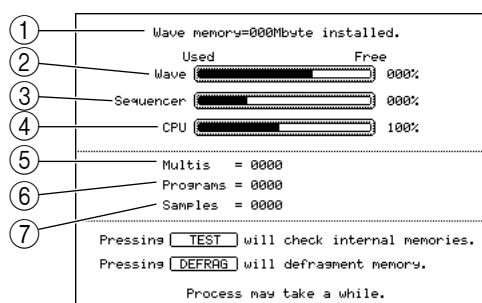 ① Wave memory=000Mbyte installed.
Used Free
② Wave 000%
③ Sequencer 000%
④ CPU 100%
⑤ Multis = 0000
⑥ Programs = 0000
⑦ Samples = 0000
Pressing TEST will check internal memories.
Pressing DEFRAG will defragment memory.
Process may take a while.